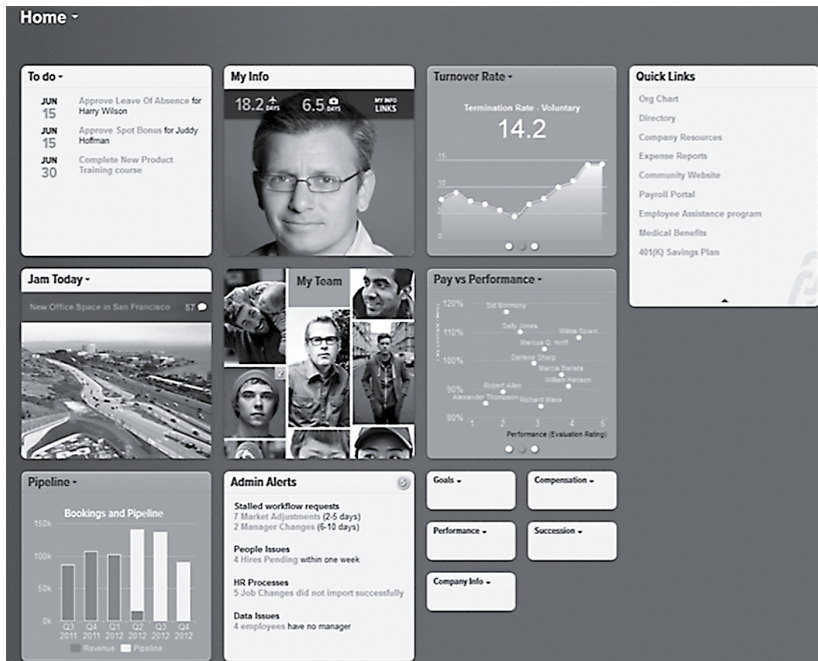 Home
To do
JUN
15
Approve Leave Of Absence for
Harry Wilson
JUN
15
Approve Spot Bonus for Juddy
Hoffman
JUN
30
Complete New Product
Training course
My Info
18.2 DAYS
6.5 DAYS
MY INFO
LINKS
Turnover Rate
Termination Rate - Voluntary
14.2
15
10
5
0
Quick Links
Org Chart
Directory
Company Resources
Expense Reports
Community Website
Payroll Portal
Employee Assistance program
Medical Benefits
401(K) Savings Plan
Jam Today
New Office Space in San Francisco 57
My Team
Pay vs Performance
120%
110%
100%
90%
80%
Sid Mormony
Sally Jones
Wilma Sown
Marcus Q. Hoff
Darlene Sharp
Marcia Barista
William Hanson
Robert Allen
Alexander Thompson
Richard Maxx
1 2 3 4 5
Performance (Evaluation Rating)
Pipeline
Bookings and Pipeline
150k
100k
50k
0k
Q3 Q4 Q1 Q2 Q3 Q4
2011 2011 2012 2012 2012 2012
Revenue Pipeline
Admin Alerts 5
Stalled workflow requests
7 Market Adjustments (2-5 days)
2 Manager Changes (6-10 days)
People Issues
4 Hires Pending within one week
HR Processes
5 Job Changes did not import successfully
Data Issues
4 employees have no manager
Goals
Compensation
Performance
Succession
Company Info